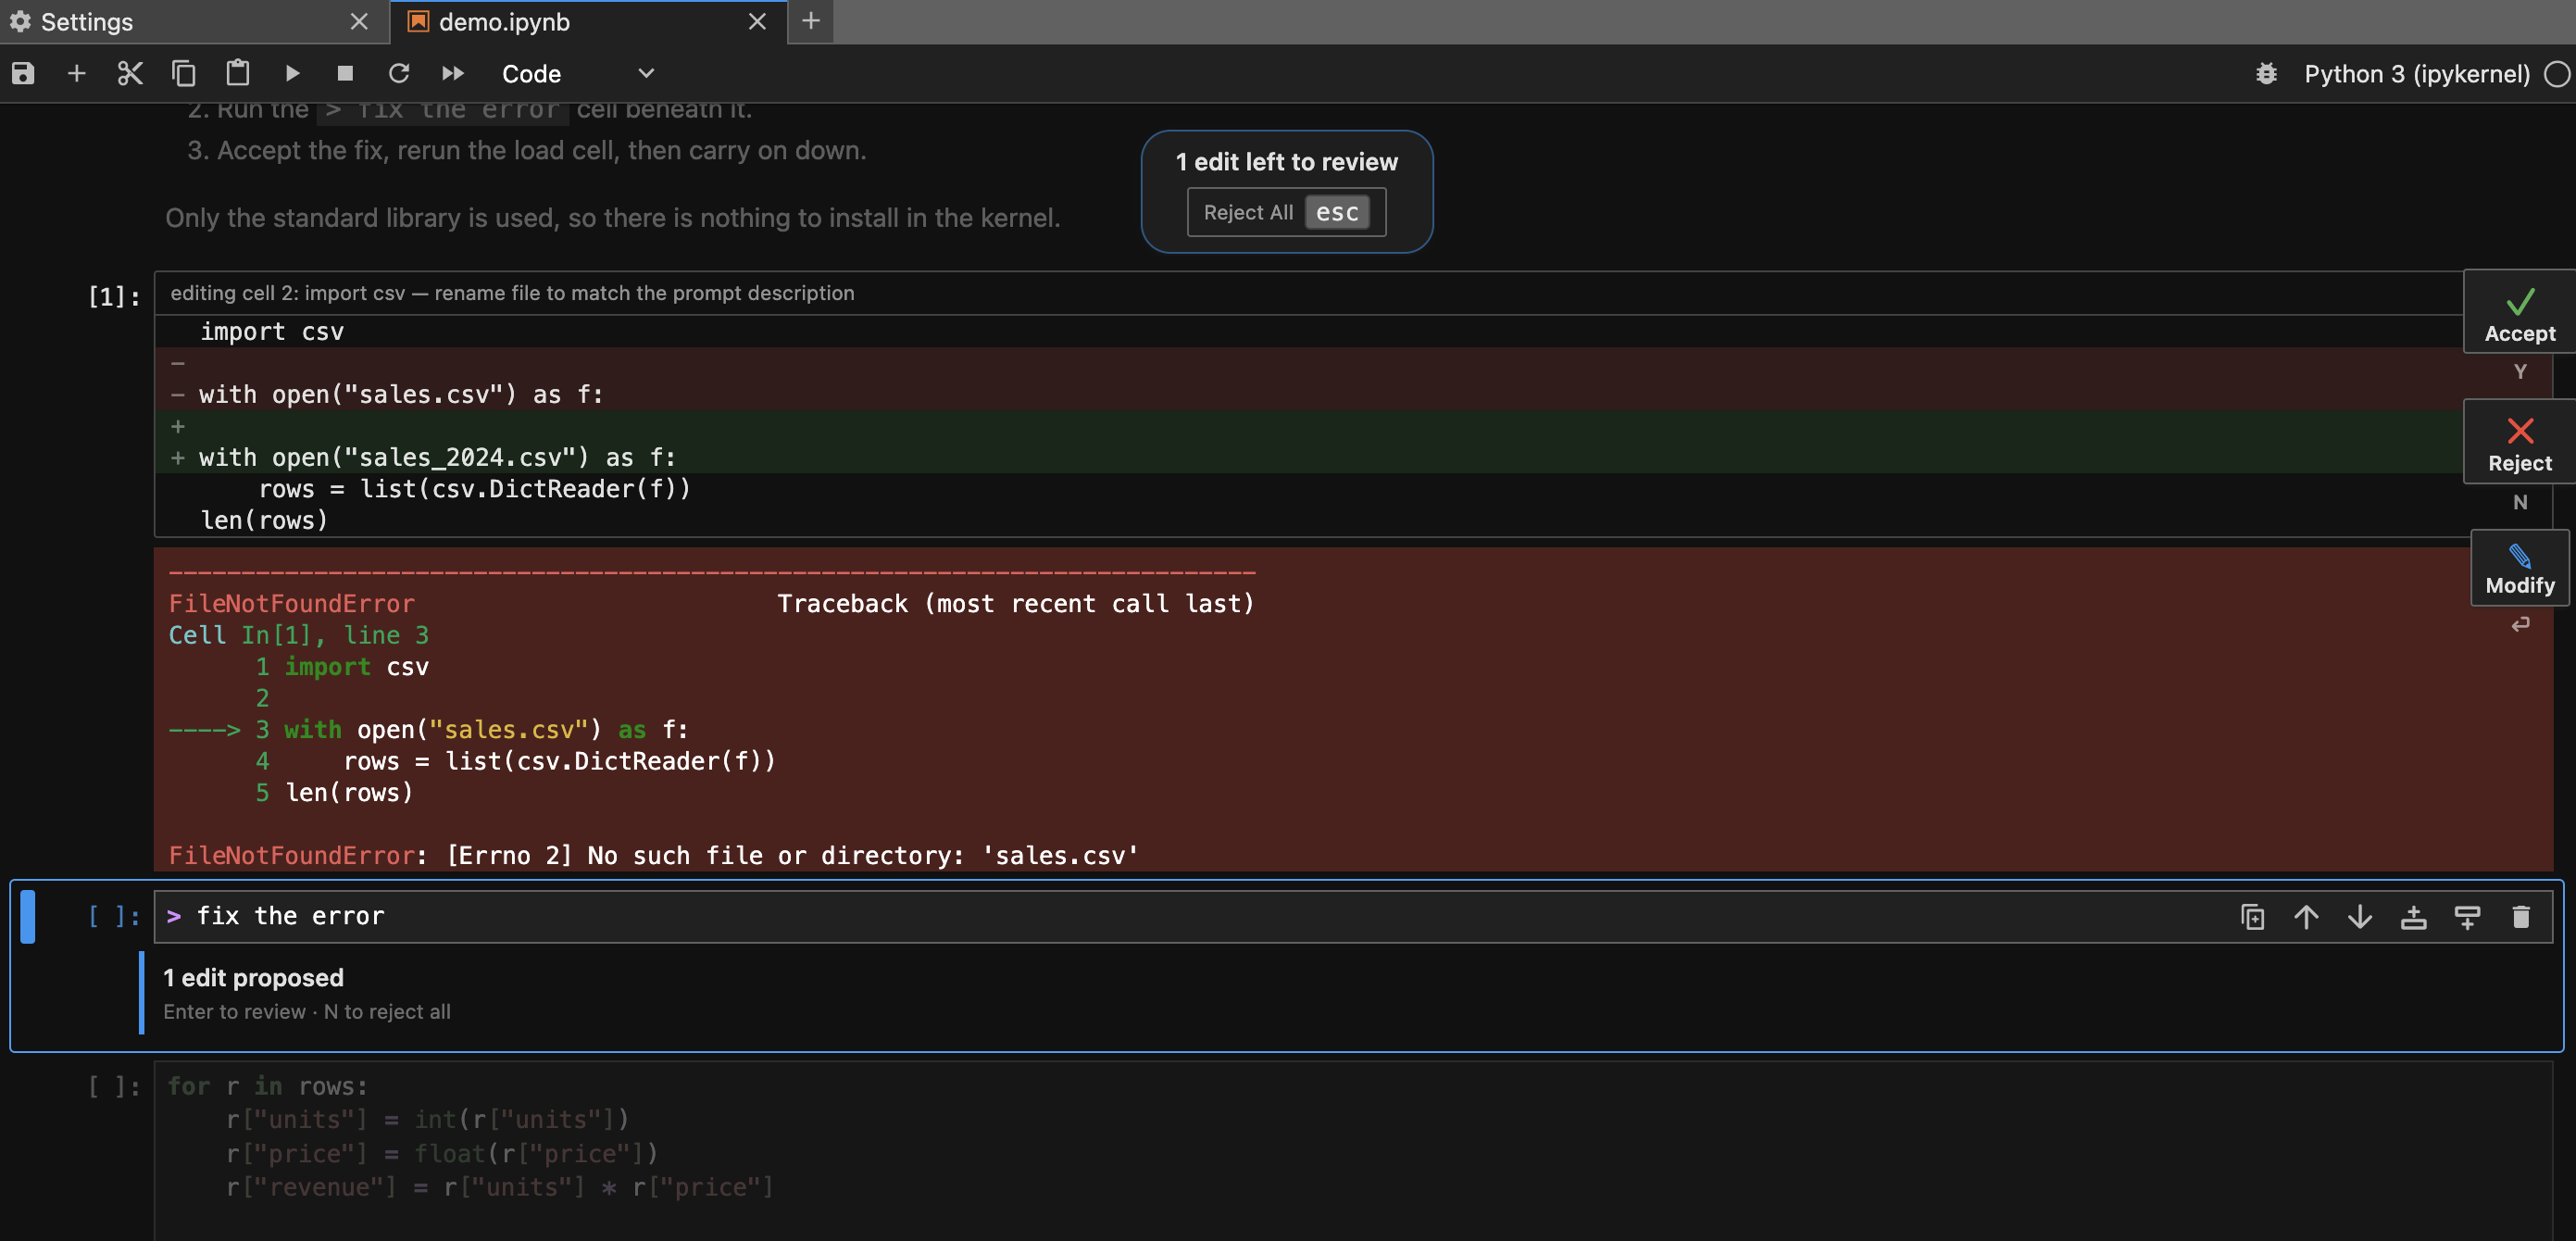 Settings
demo.ipynb
Code
Python 3 (ipykernel)
2. Run the > fix the error cell beneath it.
3. Accept the fix, rerun the load cell, then carry on down.
1 edit left to review
Reject All esc
Only the standard library is used, so there is nothing to install in the kernel.
[1]:
editing cell 2: import csv — rename file to match the prompt description
import csv
-
- with open("sales.csv") as f:
+
+ with open("sales_2024.csv") as f:
    rows = list(csv.DictReader(f))
len(rows)
Accept
Y
Reject
N
Modify
---------------------------------------------------------------------------
FileNotFoundError                         Traceback (most recent call last)
Cell In[1], line 3
      1 import csv
      2
----> 3 with open("sales.csv") as f:
      4     rows = list(csv.DictReader(f))
      5 len(rows)
FileNotFoundError: [Errno 2] No such file or directory: 'sales.csv'
[ ]:
> fix the error
1 edit proposed
Enter to review · N to reject all
[ ]:
for r in rows:
    r["units"] = int(r["units"])
    r["price"] = float(r["price"])
    r["revenue"] = r["units"] * r["price"]